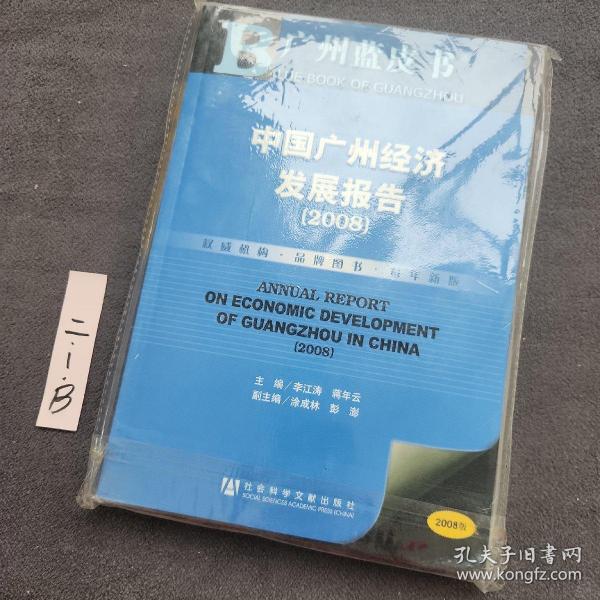 B 广州蓝皮书
BLUE BOOK OF GUANGZHOU
中国广州经济
发展报告
(2008)
权威机构·品牌图书·每年新版
ANNUAL REPORT
ON ECONOMIC DEVELOPMENT
OF GUANGZHOU IN CHINA
(2008)
主 编/李江涛 蒋年云
副主编/涂成林 彭 澎
社会科学文献出版社
SOCIAL SCIENCES ACADEMIC PRESS (CHINA)
2008版
二·1·B
孔夫子旧书网
www.kongfz.com